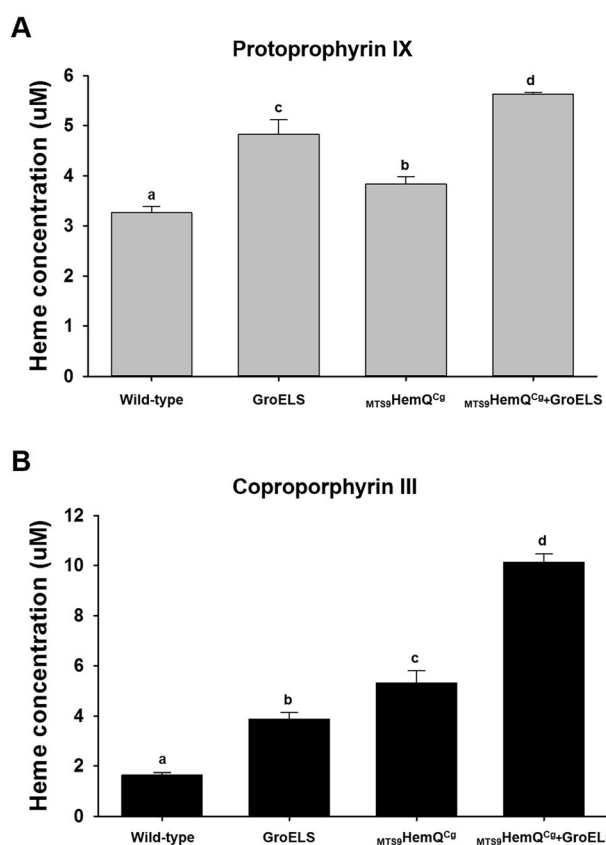 A
Protoprophyrin IX
Heme concentration (uM)
6
5
4
3
2
1
0
a
c
b
d
Wild-type
GroELS
MTS9HemQCg
MTS9HemQCg+GroELS
B
Coproporphyrin III
Heme concentration (uM)
12
10
8
6
4
2
0
a
b
c
d
Wild-type
GroELS
MTS9HemQCg
MTS9HemQCg+GroELS